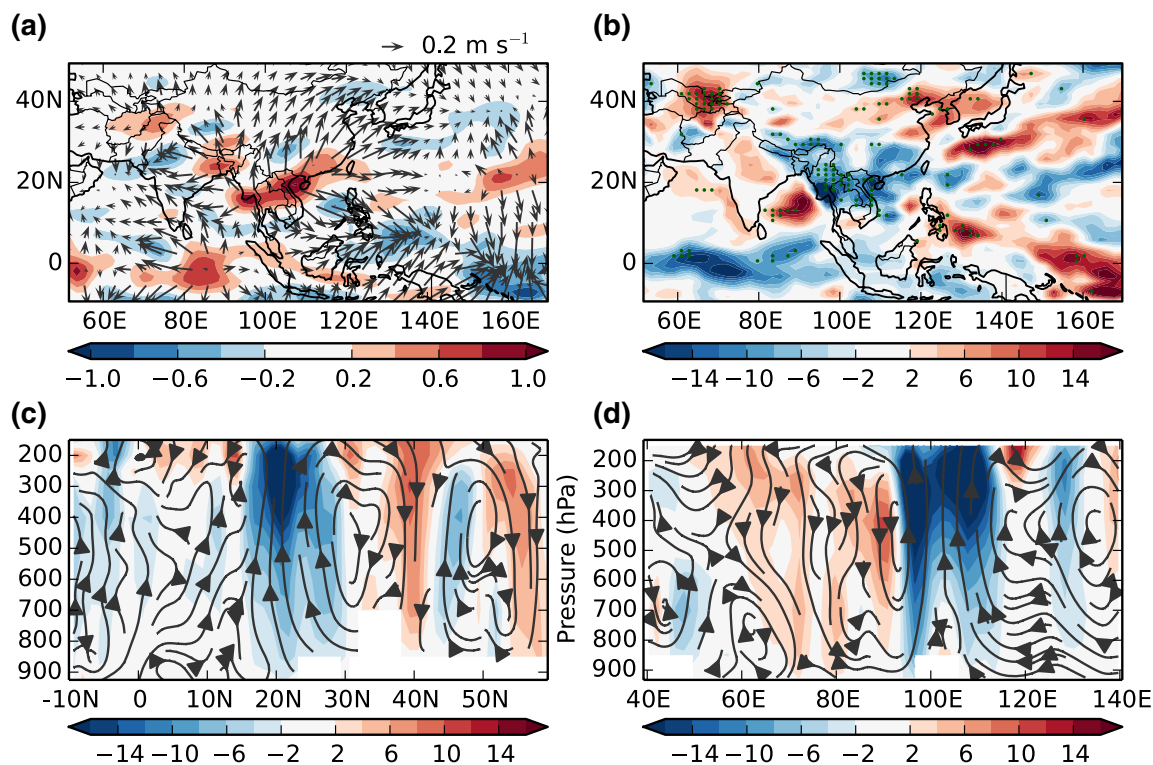 (a)
0.2 m s⁻¹
(b)
40N
20N
0
60E 80E 100E 120E 140E 160E
40N
20N
0
60E 80E 100E 120E 140E 160E
−1.0 −0.6 −0.2 0.2 0.6 1.0
−14 −10 −6 −2 2 6 10 14
(c)
(d)
200
300
400
500
600
700
800
900
-10N 0 10N 20N 30N 40N 50N
Pressure (hPa)
200
300
400
500
600
700
800
900
40E 60E 80E 100E 120E 140E
−14 −10 −6 −2 2 6 10 14
−14 −10 −6 −2 2 6 10 14